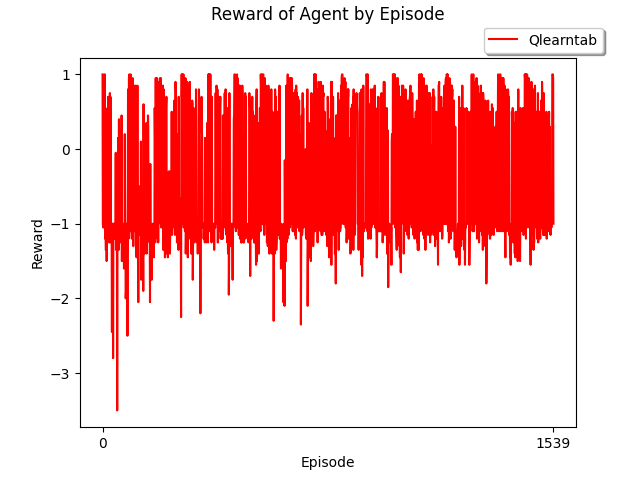 Reward of Agent by Episode
Qlearntab
1
0
−1
−2
−3
Reward
0
1539
Episode